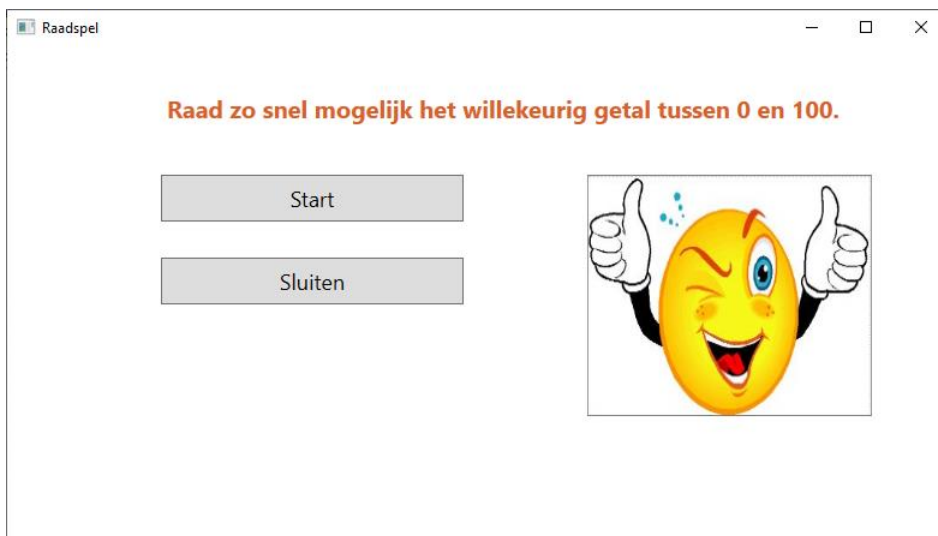 Raadspel
Raad zo snel mogelijk het willekeurig getal tussen 0 en 100.
Start
Sluiten